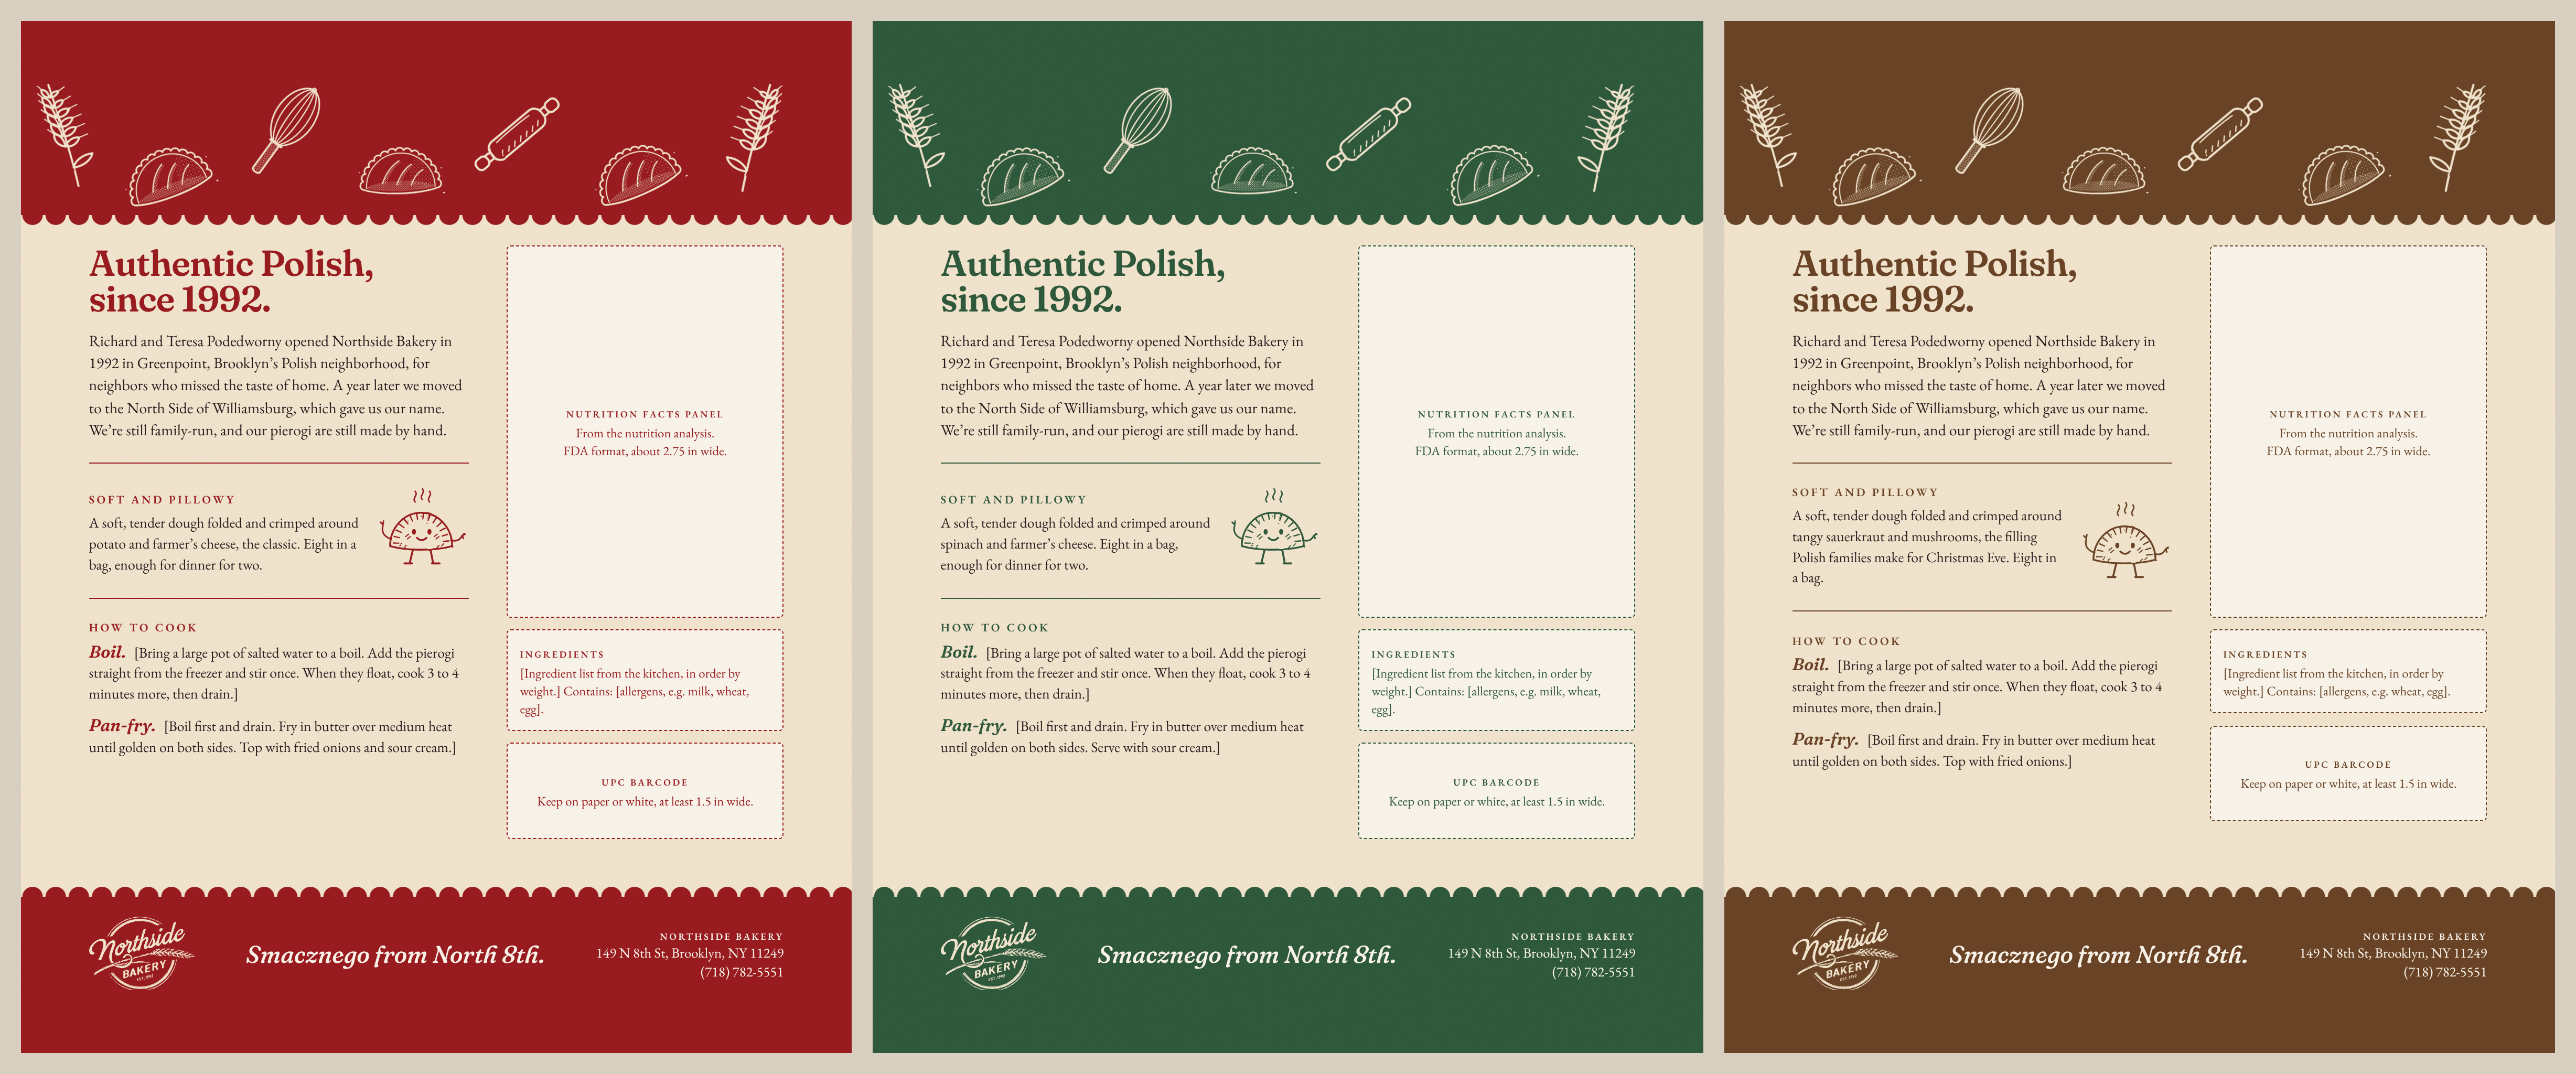 Authentic Polish,
since 1992.
Richard and Teresa Podedworny opened Northside Bakery in
1992 in Greenpoint, Brooklyn’s Polish neighborhood, for
neighbors who missed the taste of home. A year later we moved
to the North Side of Williamsburg, which gave us our name.
We’re still family-run, and our pierogi are still made by hand.
SOFT AND PILLOWY
A soft, tender dough folded and crimped around
potato and farmer’s cheese, the classic. Eight in a
bag, enough for dinner for two.
HOW TO COOK
Boil. [Bring a large pot of salted water to a boil. Add the pierogi
straight from the freezer and stir once. When they float, cook 3 to 4
minutes more, then drain.]
Pan-fry. [Boil first and drain. Fry in butter over medium heat
until golden on both sides. Top with fried onions and sour cream.]
NUTRITION FACTS PANEL
From the nutrition analysis.
FDA format, about 2.75 in wide.
INGREDIENTS
[Ingredient list from the kitchen, in order by
weight.] Contains: [allergens, e.g. milk, wheat,
egg].
UPC BARCODE
Keep on paper or white, at least 1.5 in wide.
Northside
BAKERY
EST. 1992
Smacznego from North 8th.
NORTHSIDE BAKERY
149 N 8th St, Brooklyn, NY 11249
(718) 782-5551
Authentic Polish,
since 1992.
Richard and Teresa Podedworny opened Northside Bakery in
1992 in Greenpoint, Brooklyn’s Polish neighborhood, for
neighbors who missed the taste of home. A year later we moved
to the North Side of Williamsburg, which gave us our name.
We’re still family-run, and our pierogi are still made by hand.
SOFT AND PILLOWY
A soft, tender dough folded and crimped around
spinach and farmer’s cheese. Eight in a bag,
enough for dinner for two.
HOW TO COOK
Boil. [Bring a large pot of salted water to a boil. Add the pierogi
straight from the freezer and stir once. When they float, cook 3 to 4
minutes more, then drain.]
Pan-fry. [Boil first and drain. Fry in butter over medium heat
until golden on both sides. Serve with sour cream.]
NUTRITION FACTS PANEL
From the nutrition analysis.
FDA format, about 2.75 in wide.
INGREDIENTS
[Ingredient list from the kitchen, in order by
weight.] Contains: [allergens, e.g. milk, wheat,
egg].
UPC BARCODE
Keep on paper or white, at least 1.5 in wide.
Northside
BAKERY
EST. 1992
Smacznego from North 8th.
NORTHSIDE BAKERY
149 N 8th St, Brooklyn, NY 11249
(718) 782-5551
Authentic Polish,
since 1992.
Richard and Teresa Podedworny opened Northside Bakery in
1992 in Greenpoint, Brooklyn’s Polish neighborhood, for
neighbors who missed the taste of home. A year later we moved
to the North Side of Williamsburg, which gave us our name.
We’re still family-run, and our pierogi are still made by hand.
SOFT AND PILLOWY
A soft, tender dough folded and crimped around
tangy sauerkraut and mushrooms, the filling
Polish families make for Christmas Eve. Eight in
a bag.
HOW TO COOK
Boil. [Bring a large pot of salted water to a boil. Add the pierogi
straight from the freezer and stir once. When they float, cook 3 to 4
minutes more, then drain.]
Pan-fry. [Boil first and drain. Fry in butter over medium heat
until golden on both sides. Top with fried onions.]
NUTRITION FACTS PANEL
From the nutrition analysis.
FDA format, about 2.75 in wide.
INGREDIENTS
[Ingredient list from the kitchen, in order by
weight.] Contains: [allergens, e.g. wheat, egg].
UPC BARCODE
Keep on paper or white, at least 1.5 in wide.
Northside
BAKERY
EST. 1992
Smacznego from North 8th.
NORTHSIDE BAKERY
149 N 8th St, Brooklyn, NY 11249
(718) 782-5551